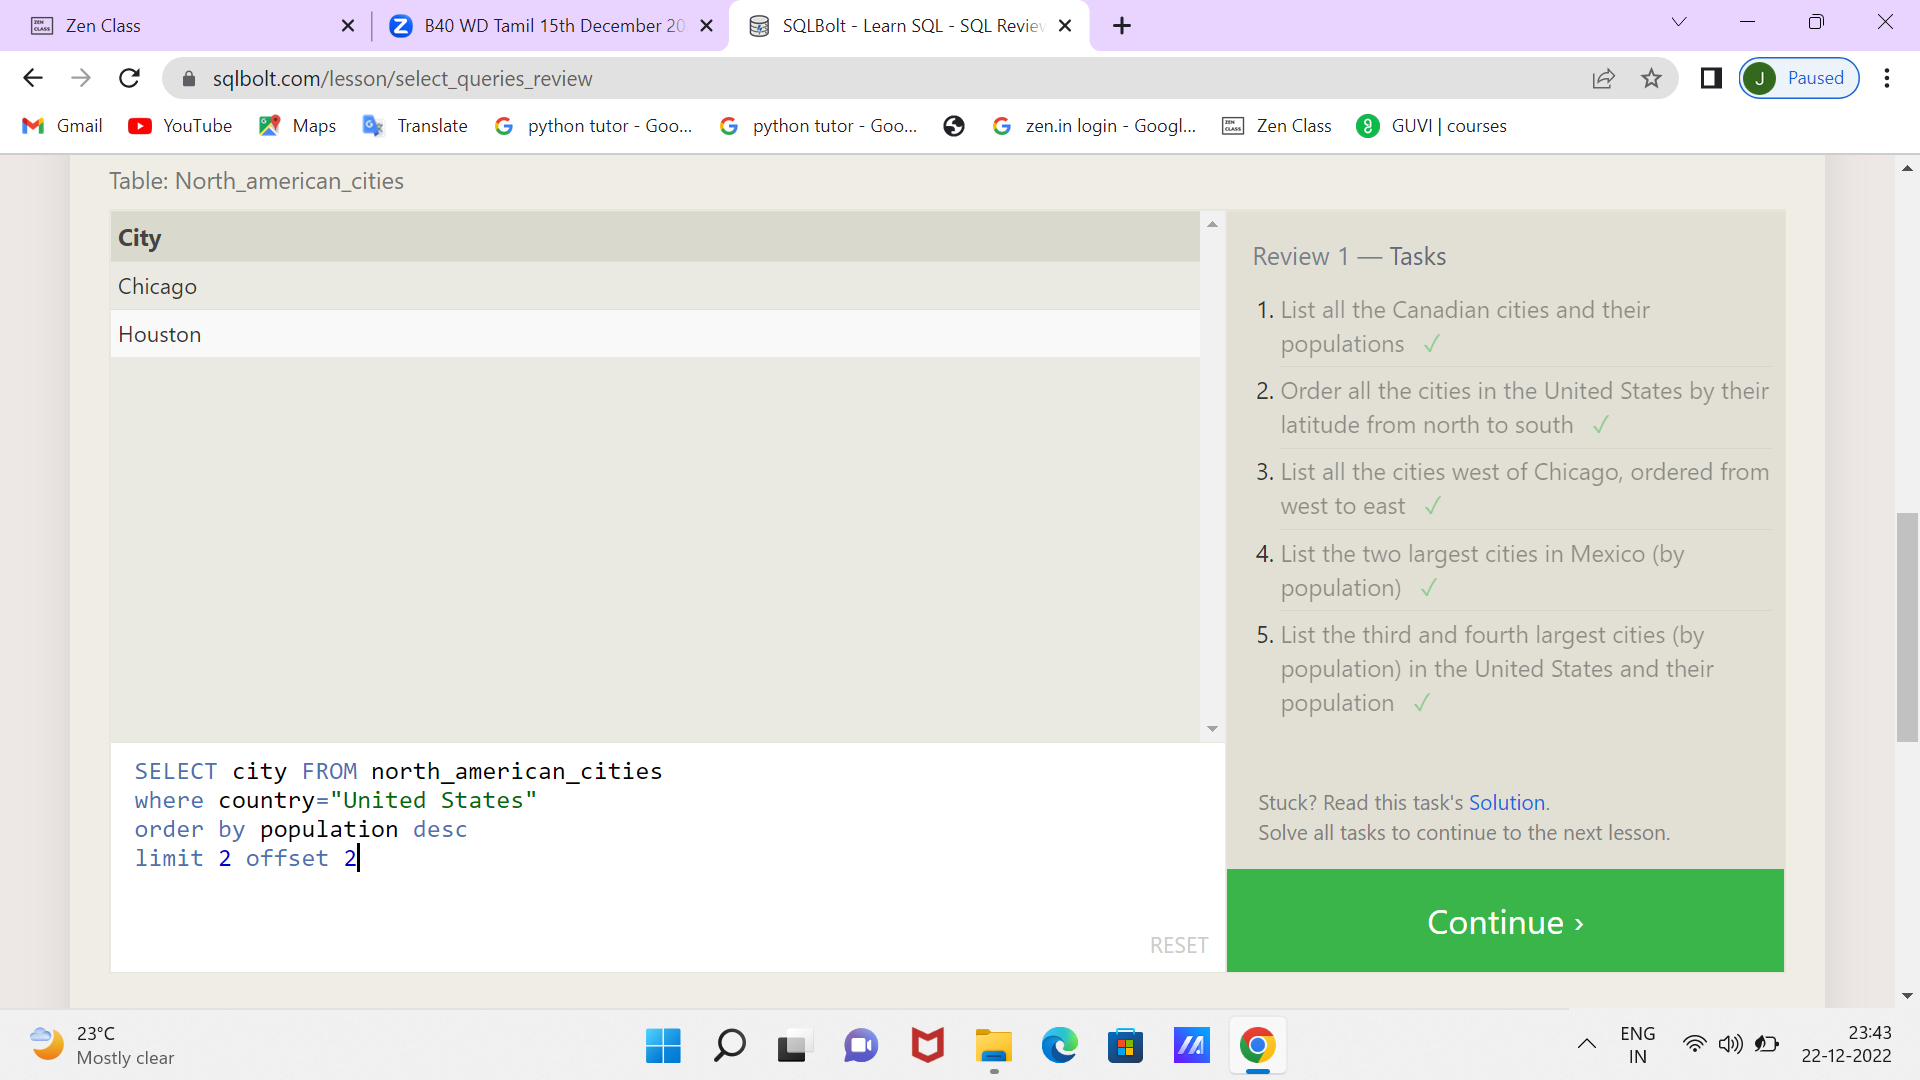 Zen Class
B40 WD Tamil 15th December 20
SQLBolt - Learn SQL - SQL Review
sqlbolt.com/lesson/select_queries_review
J Paused
Gmail
YouTube
Maps
Translate
python tutor - Goo...
python tutor - Goo...
zen.in login - Googl...
Zen Class
GUVI | courses
Table: North_american_cities
City
Chicago
Houston
Review 1 — Tasks
1. List all the Canadian cities and their
populations ✓
2. Order all the cities in the United States by their
latitude from north to south ✓
3. List all the cities west of Chicago, ordered from
west to east ✓
4. List the two largest cities in Mexico (by
population) ✓
5. List the third and fourth largest cities (by
population) in the United States and their
population ✓
SELECT city FROM north_american_cities
where country="United States"
order by population desc
limit 2 offset 2
RESET
Stuck? Read this task's Solution.
Solve all tasks to continue to the next lesson.
Continue ›
23°C
Mostly clear
ENG
IN
23:43
22-12-2022